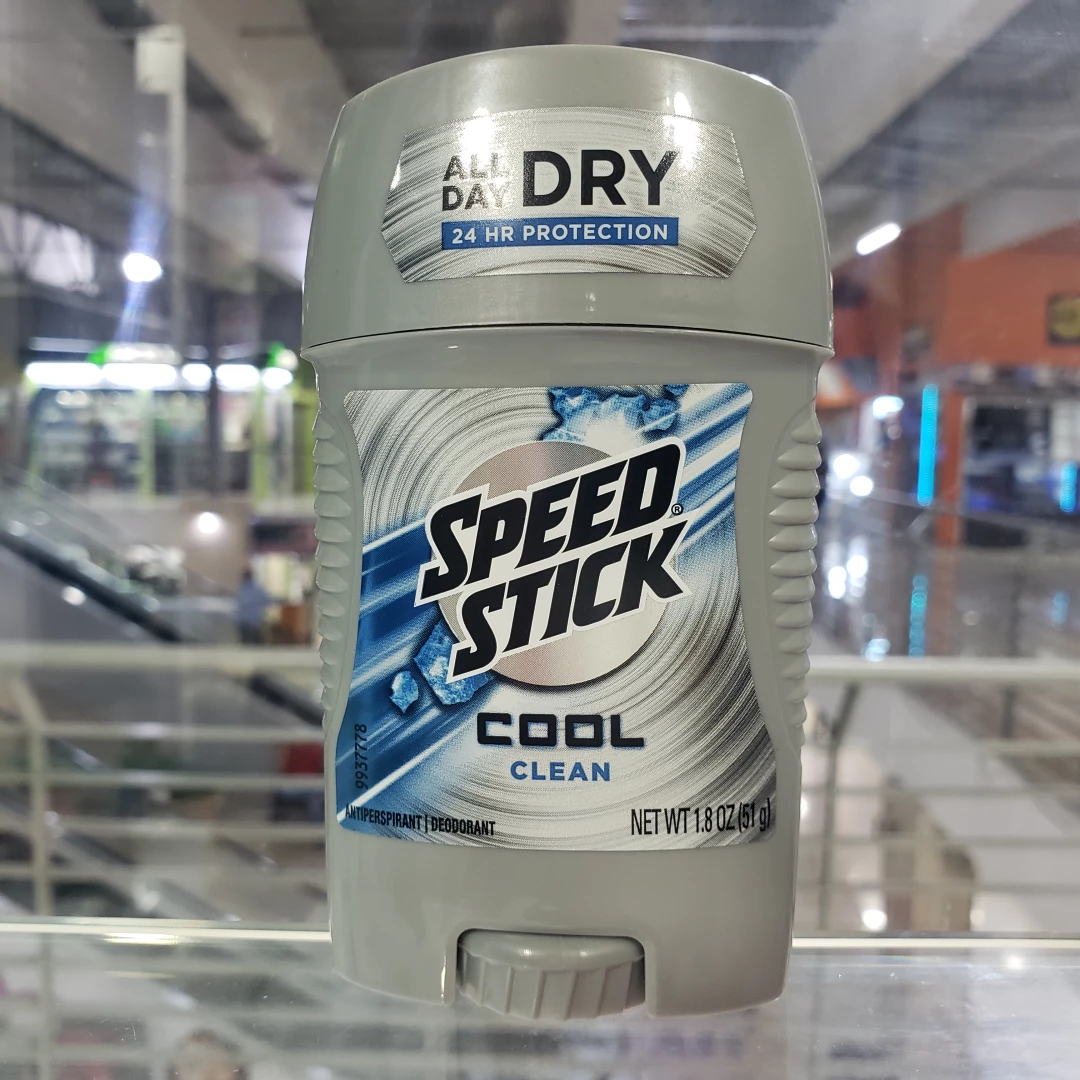 ALL DAY DRY
24 HR PROTECTION
SPEED®
STICK
COOL
CLEAN
9937778
ANTIPERSPIRANT | DEODORANT
NET WT 1.8 OZ (51 g)